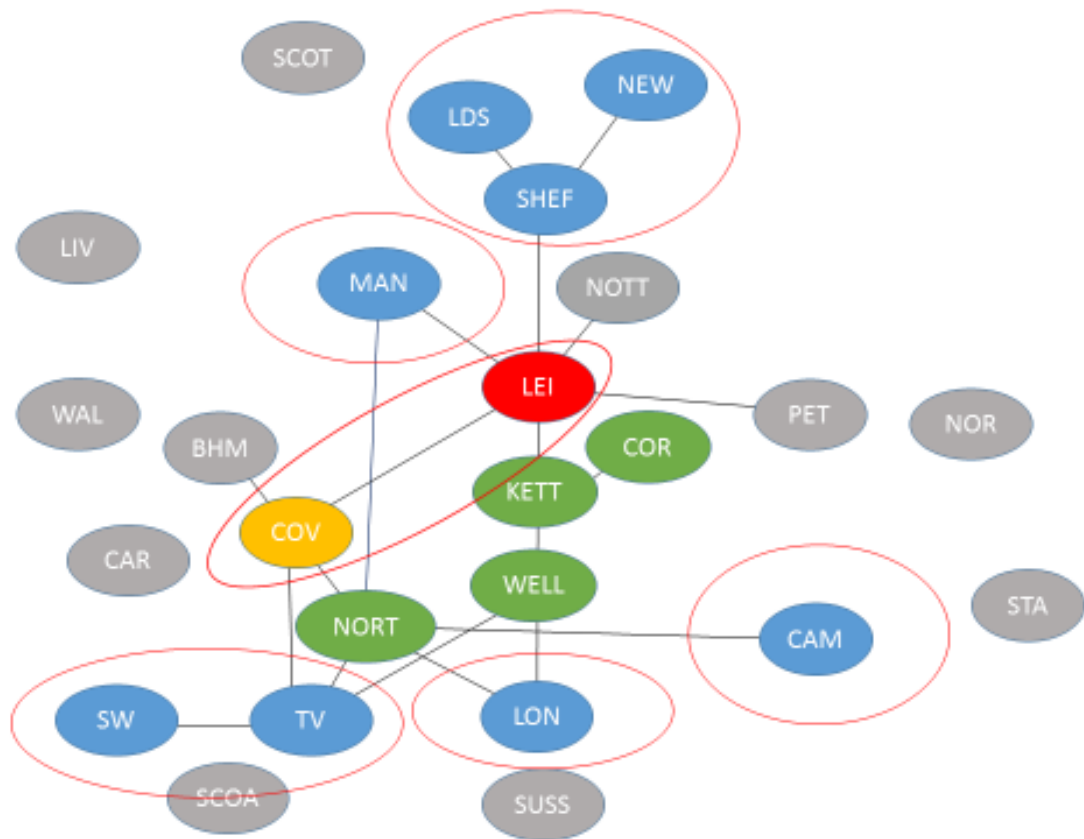 SCOT
NEW
LDS
SHEF
LIV
MAN
NOTT
LEI
WAL
PET
NOR
BHM
COR
KETT
COV
CAR
WELL
STA
NORT
CAM
SW
TV
LON
SCOA
SUSS